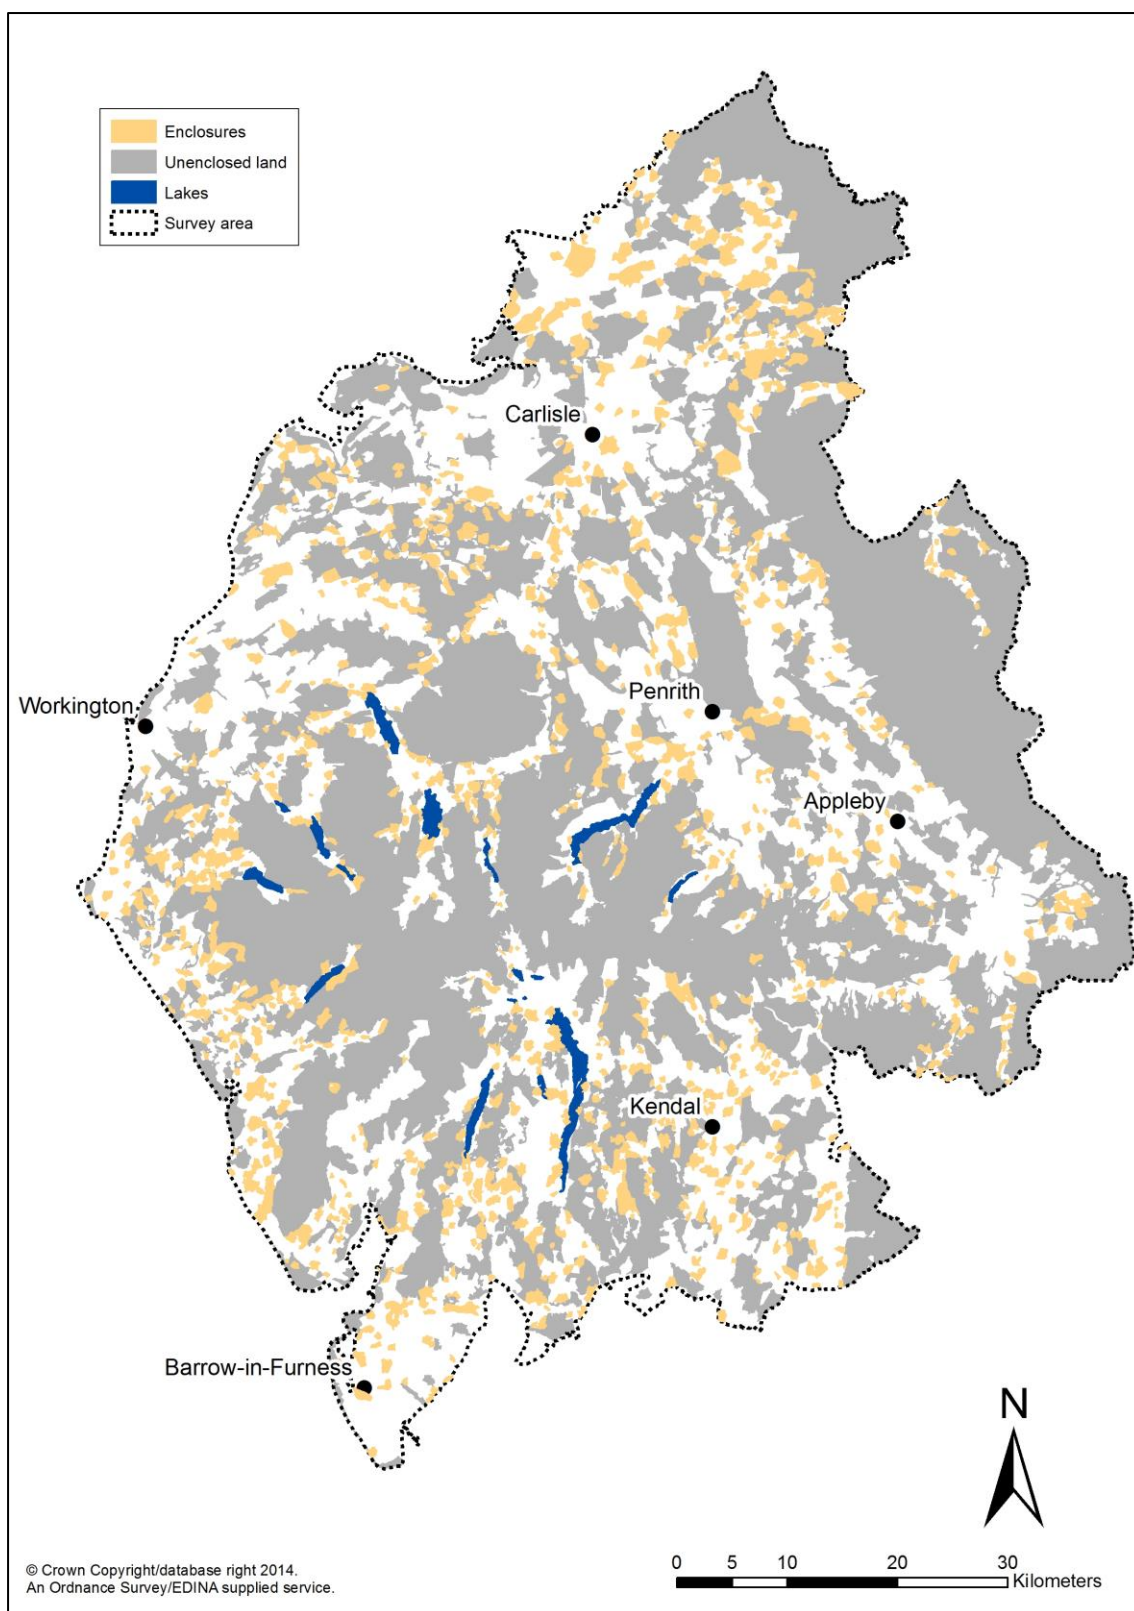 Enclosures
Unenclosed land
Lakes
Survey area
Carlisle
Workington
Penrith
Appleby
Kendal
Barrow-in-Furness
N
0 5 10 20 30
Kilometers
© Crown Copyright/database right 2014.
An Ordnance Survey/EDINA supplied service.